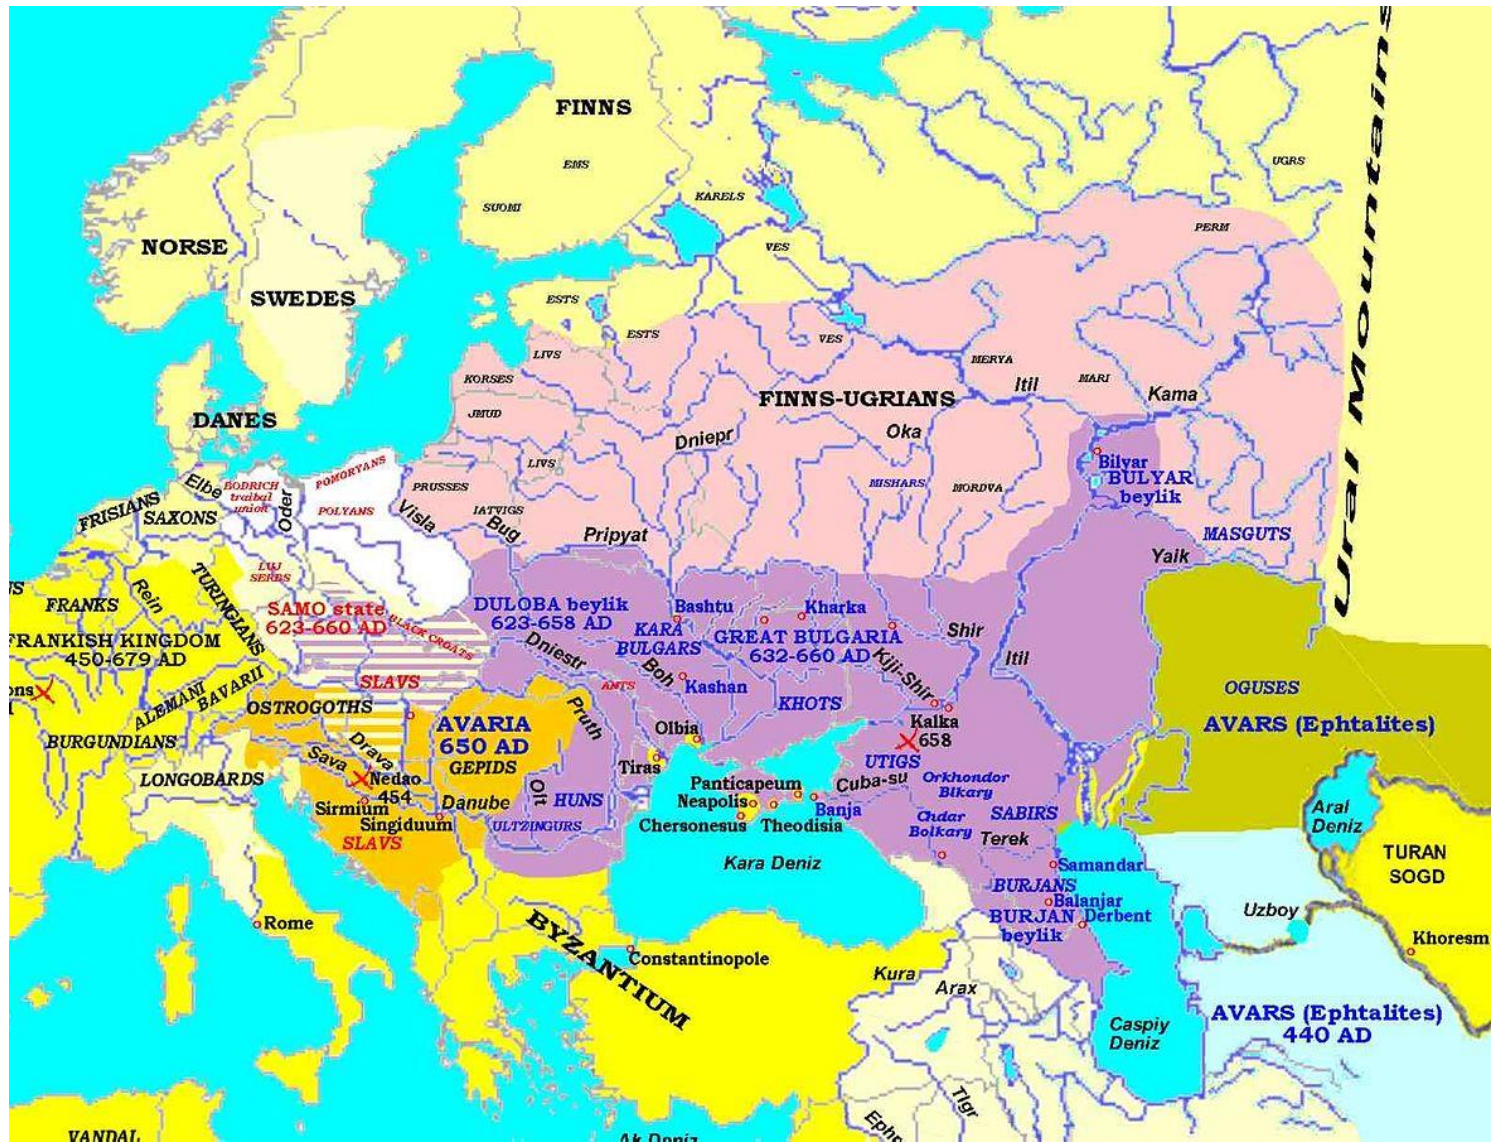 FINNS
EMS
UGRS
SUOMI
KARELS
PERM
NORSE
VES
SWEDES
ESTS
ESTS
VES
LIVS
MERYA
KORSES
Itil
MARI
Kama
FINNS-UGRIANS
JMUD
DANES
Dniepr
Oka
Ural Mountains
LIVS
POMORYANS
Bilyar
BULYAR
beylik
Elbe
BODRICH
traibal
union
PRUSSES
MISHARS
MORDVA
FRISIANS
SAXONS
Oder
POLYANS
Visla
IATVIGS
Bug
Pripyat
MASGUTS
Yaik
LUJ
SERBS
TURINGIANS
Rein
FRANKS
SAMO state
623-660 AD
BLACK CROATS
DULOBA beylik
623-658 AD
Bashtu
Kharka
KARA
BULGARS
GREAT BULGARIA
632-660 AD
Shir
FRANKISH KINGDOM
450-679 AD
Dniestr
Boh
Kiji-Shir
Itil
ons
ALEMANI
BAVARII
SLAVS
ANTS
Kashan
OGUSES
OSTROGOTHS
KHOTS
AVARIA
650 AD
Pruth
Kalka
658
AVARS (Ephtalites)
BURGUNDIANS
Drava
Sava
Olbia
LONGOBARDS
GEPIDS
Tiras
UTIGS
Nedao
454
Olt
Panticapeum
Cuba-su
Orkhondor
Blkary
Sirmium
Danube
HUNS
Neapolis
Banja
SABIRS
Aral
Deniz
Singiduum
ULTZINGURS
Chersonesus
Theodisia
Chdar
Bolkary
Terek
SLAVS
Kara Deniz
Samandar
TURAN
SOGD
BURJANS
Balanjar
BURJAN
beylik
Derbent
Uzboy
Rome
BYZANTIUM
Khoresm
Constantinople
Kura
Arax
AVARS (Ephtalites)
440 AD
Caspiy
Deniz
Tigr
VANDAL
Ak Deniz